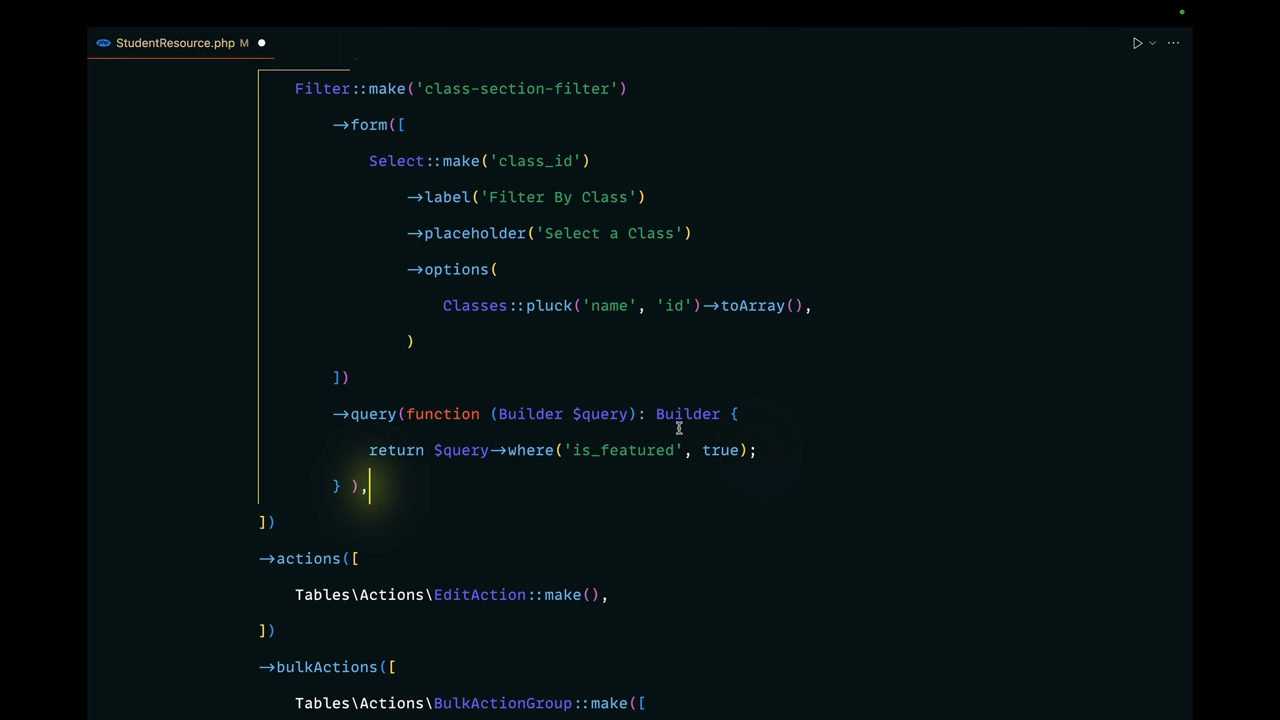 php StudentResource.php M
Filter::make('class-section-filter')
->form([
Select::make('class_id')
->label('Filter By Class')
->placeholder('Select a Class')
->options(
Classes::pluck('name', 'id')->toArray(),
)
])
->query(function (Builder $query): Builder {
return $query->where('is_featured', true);
} ),
])
->actions([
Tables\Actions\EditAction::make(),
])
->bulkActions([
Tables\Actions\BulkActionGroup::make([